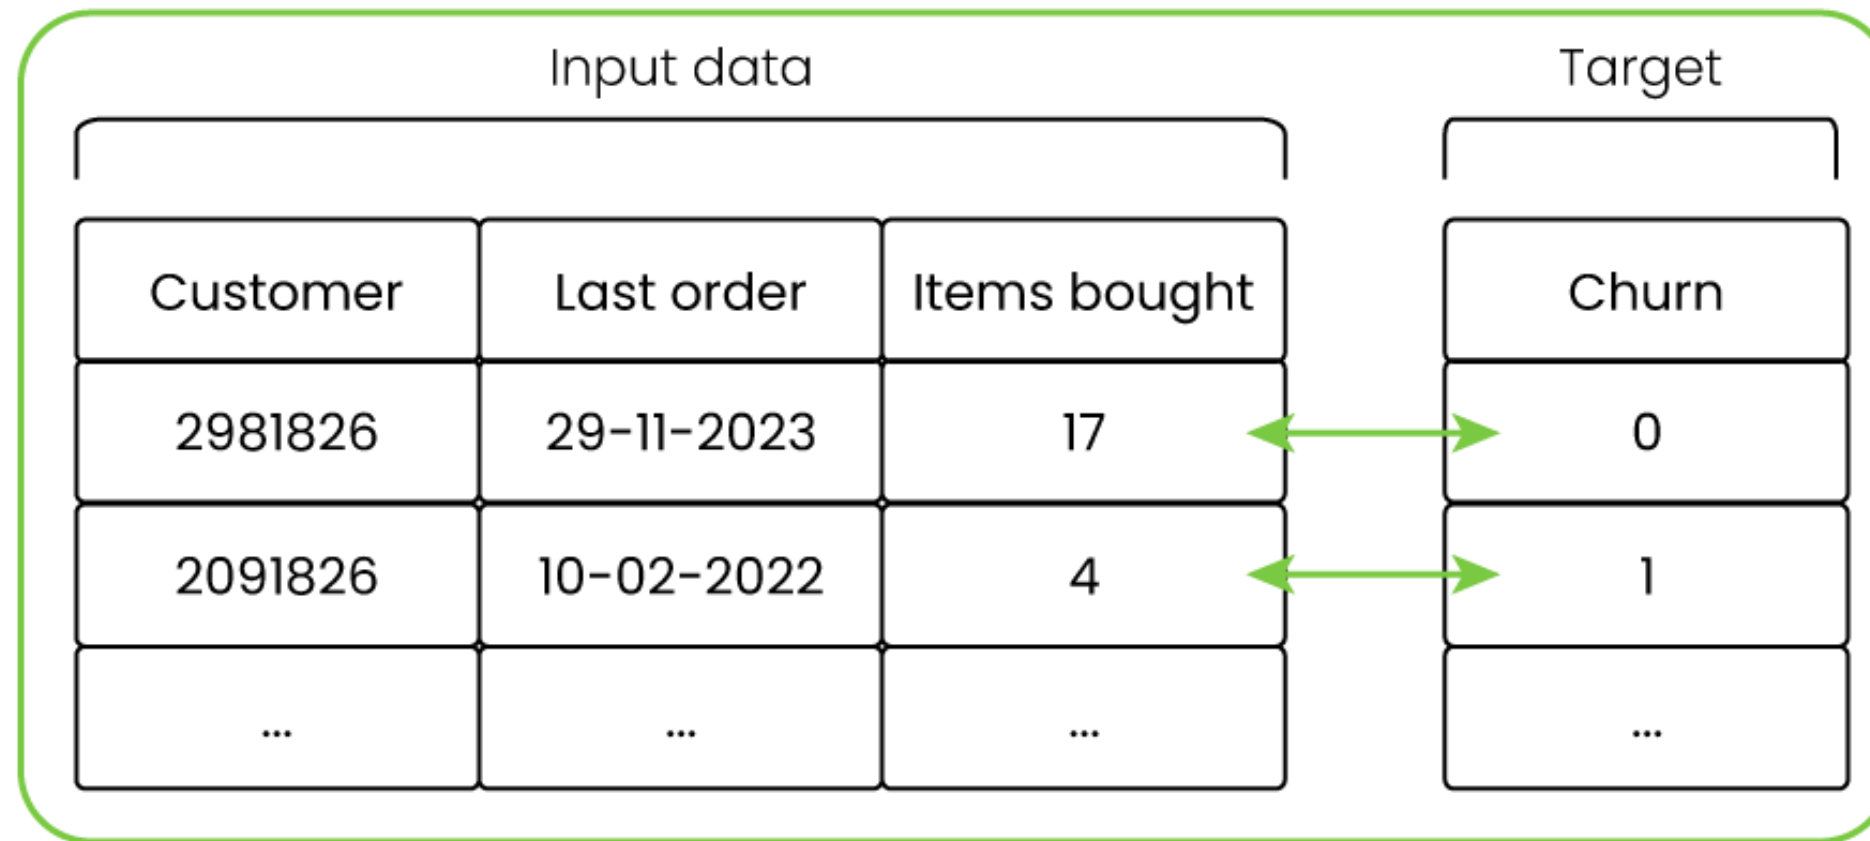 Input data Target
Customer Last order Items bought Churn
2981826 29-11-2023 17 0
2091826 10-02-2022 4 1
... ... ... ...